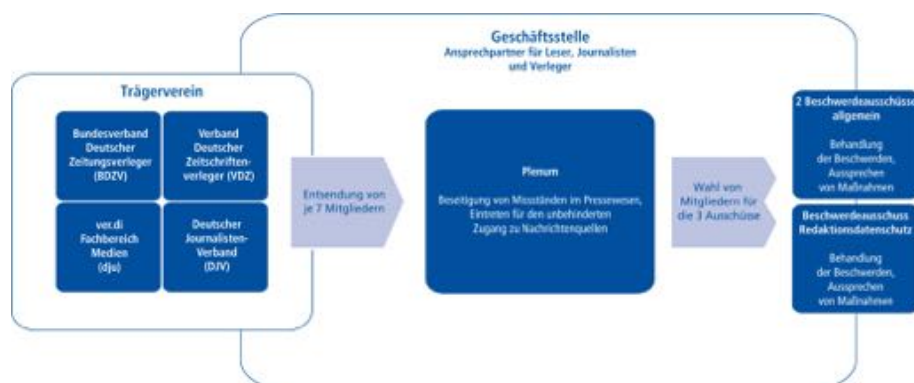 Geschäftsstelle
Ansprechpartner für Leser, Journalisten
und Verleger
Trägerverein
Bundesverband
Deutscher
Zeitungsverleger
(BDZV)
Verband
Deutscher
Zeitschriften-
verleger (VDZ)
ver.di
Fachbereich
Medien
(dju)
Deutscher
Journalisten-
Verband
(DJV)
Entsendung von
je 7 Mitgliedern
Plenum
Beseitigung von Missständen im Pressewesen,
Eintreten für den unbehinderten
Zugang zu Nachrichtenquellen
Wahl von
Mitgliedern für
die 3 Ausschüsse
2 Beschwerdeausschüsse
allgemein
Behandlung
der Beschwerden,
Aussprechen
von Maßnahmen
Beschwerdeausschuss
Redaktionsdatenschutz
Behandlung
der Beschwerden,
Aussprechen
von Maßnahmen